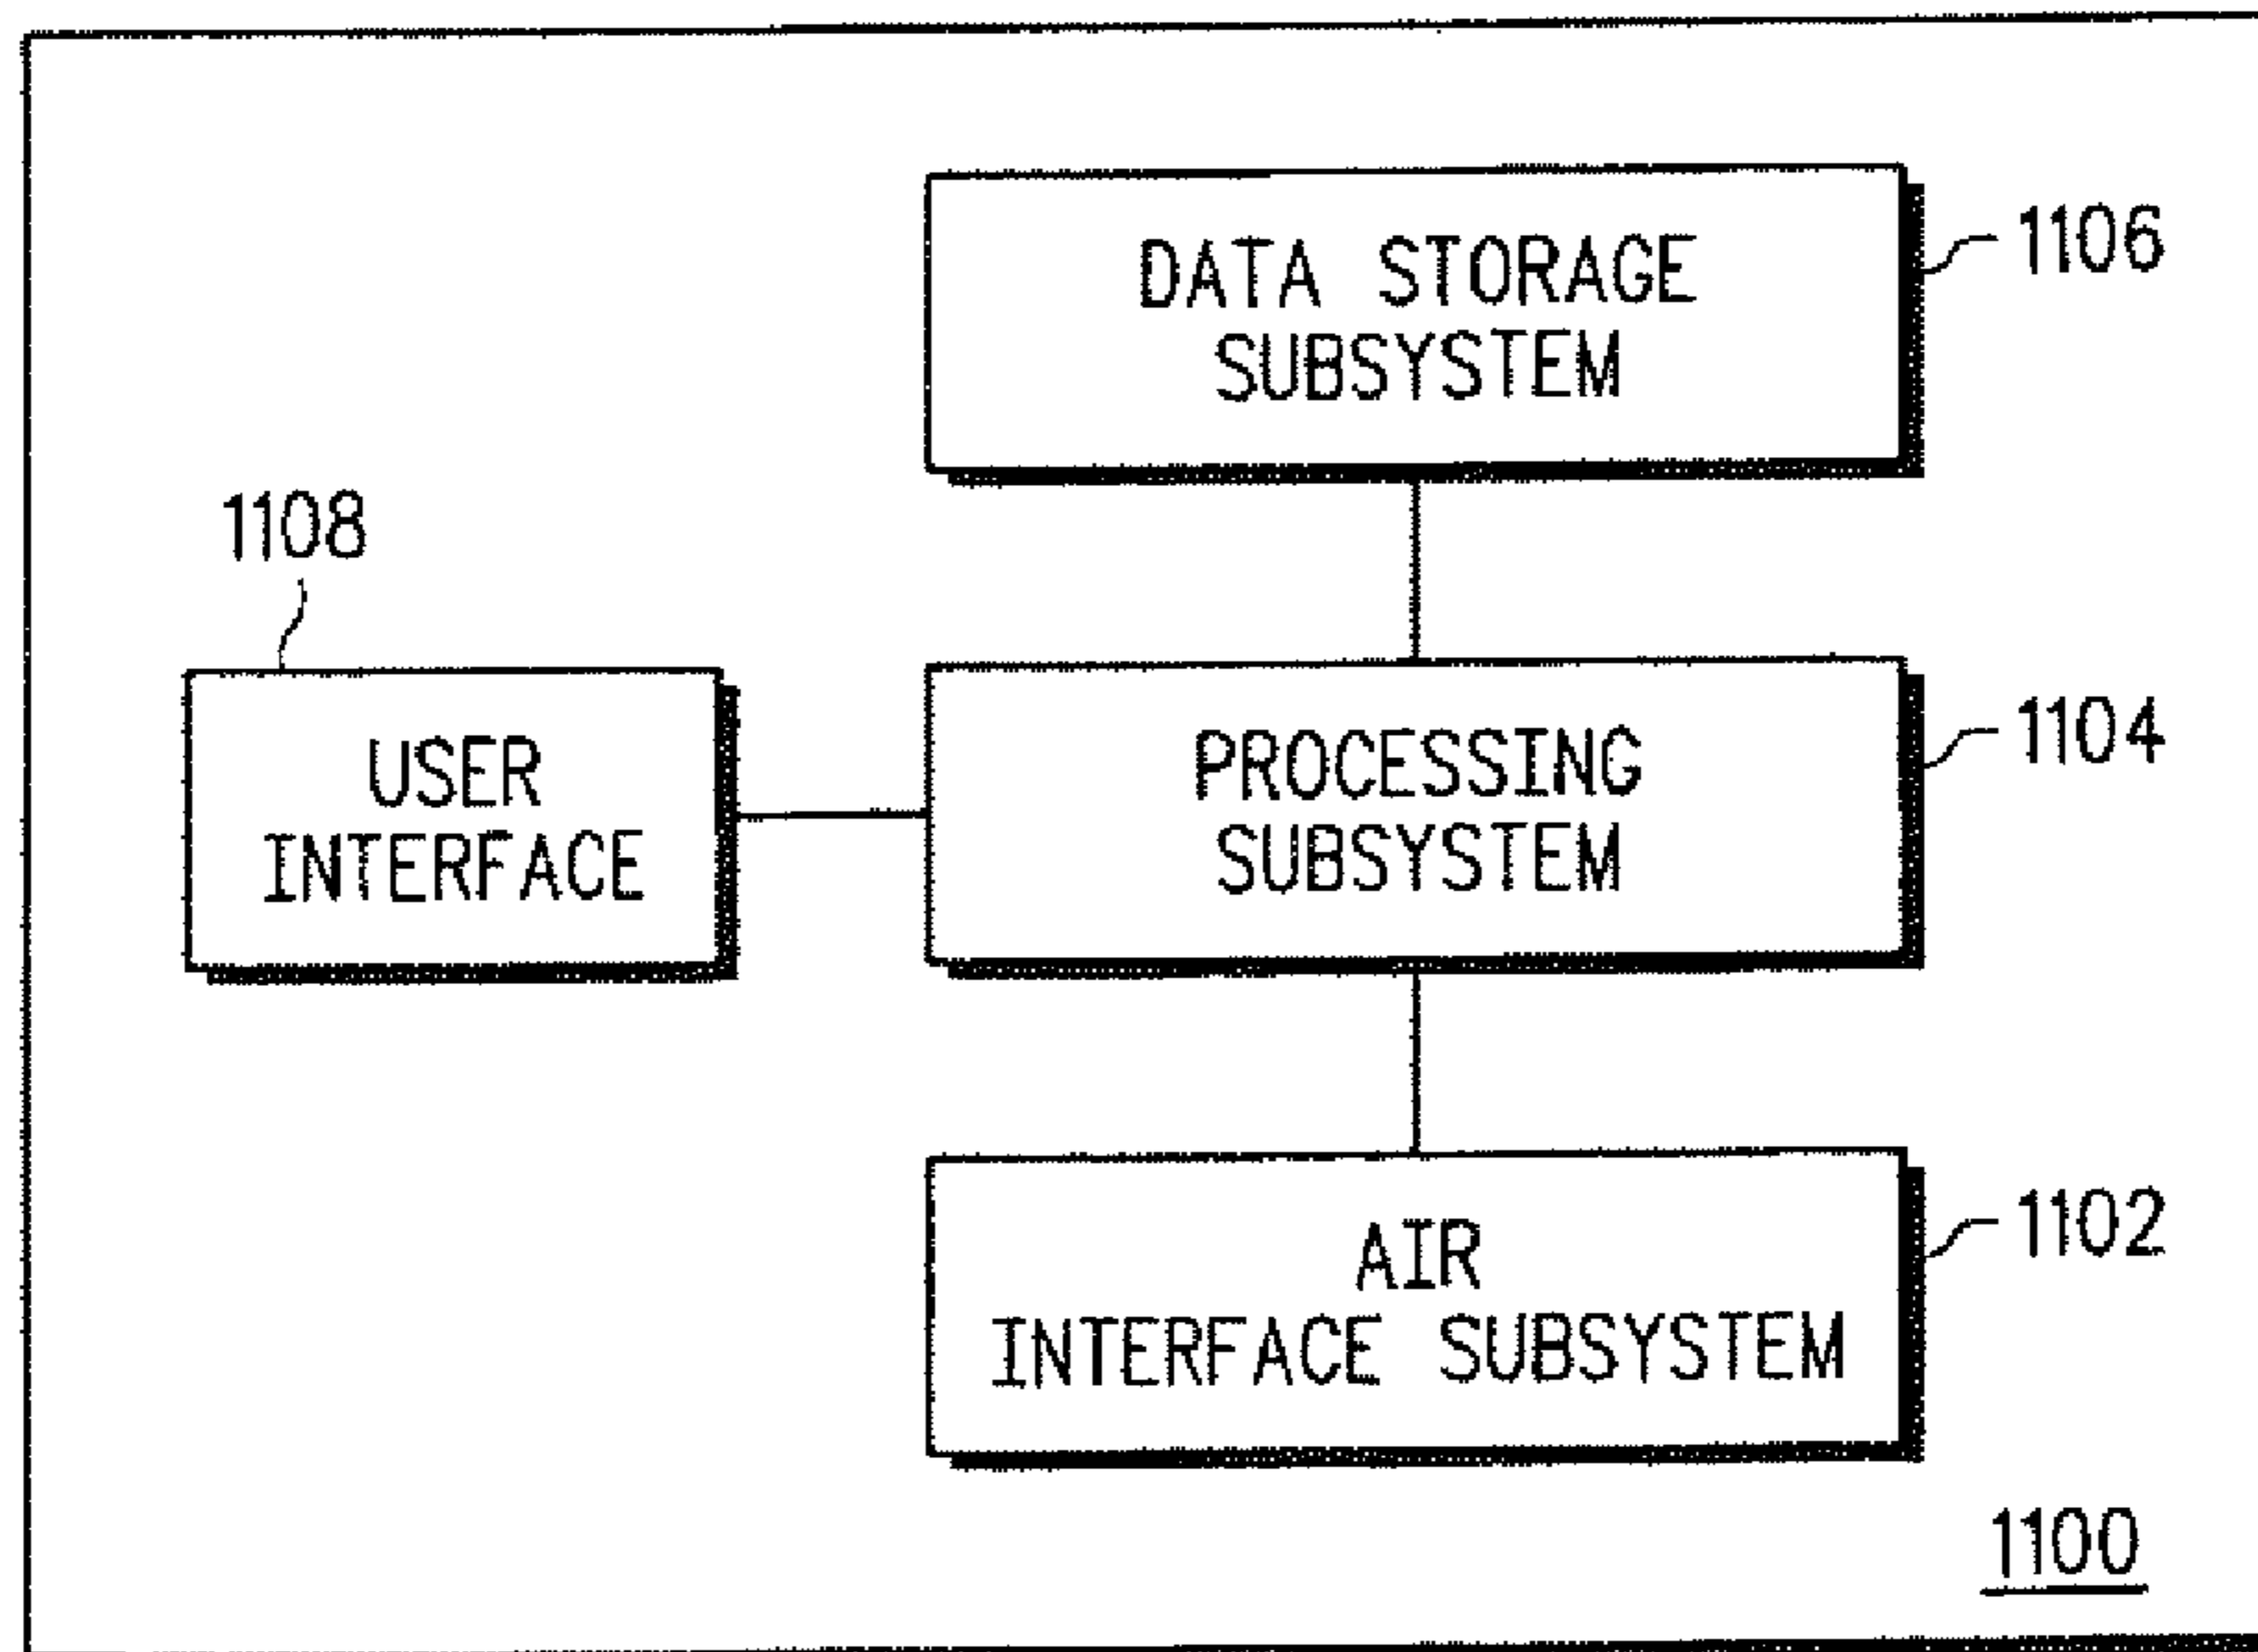 DATA STORAGE
SUBSYSTEM
1106
1108
USER
INTERFACE
PROCESSING
SUBSYSTEM
1104
AIR
INTERFACE SUBSYSTEM
1102
1100